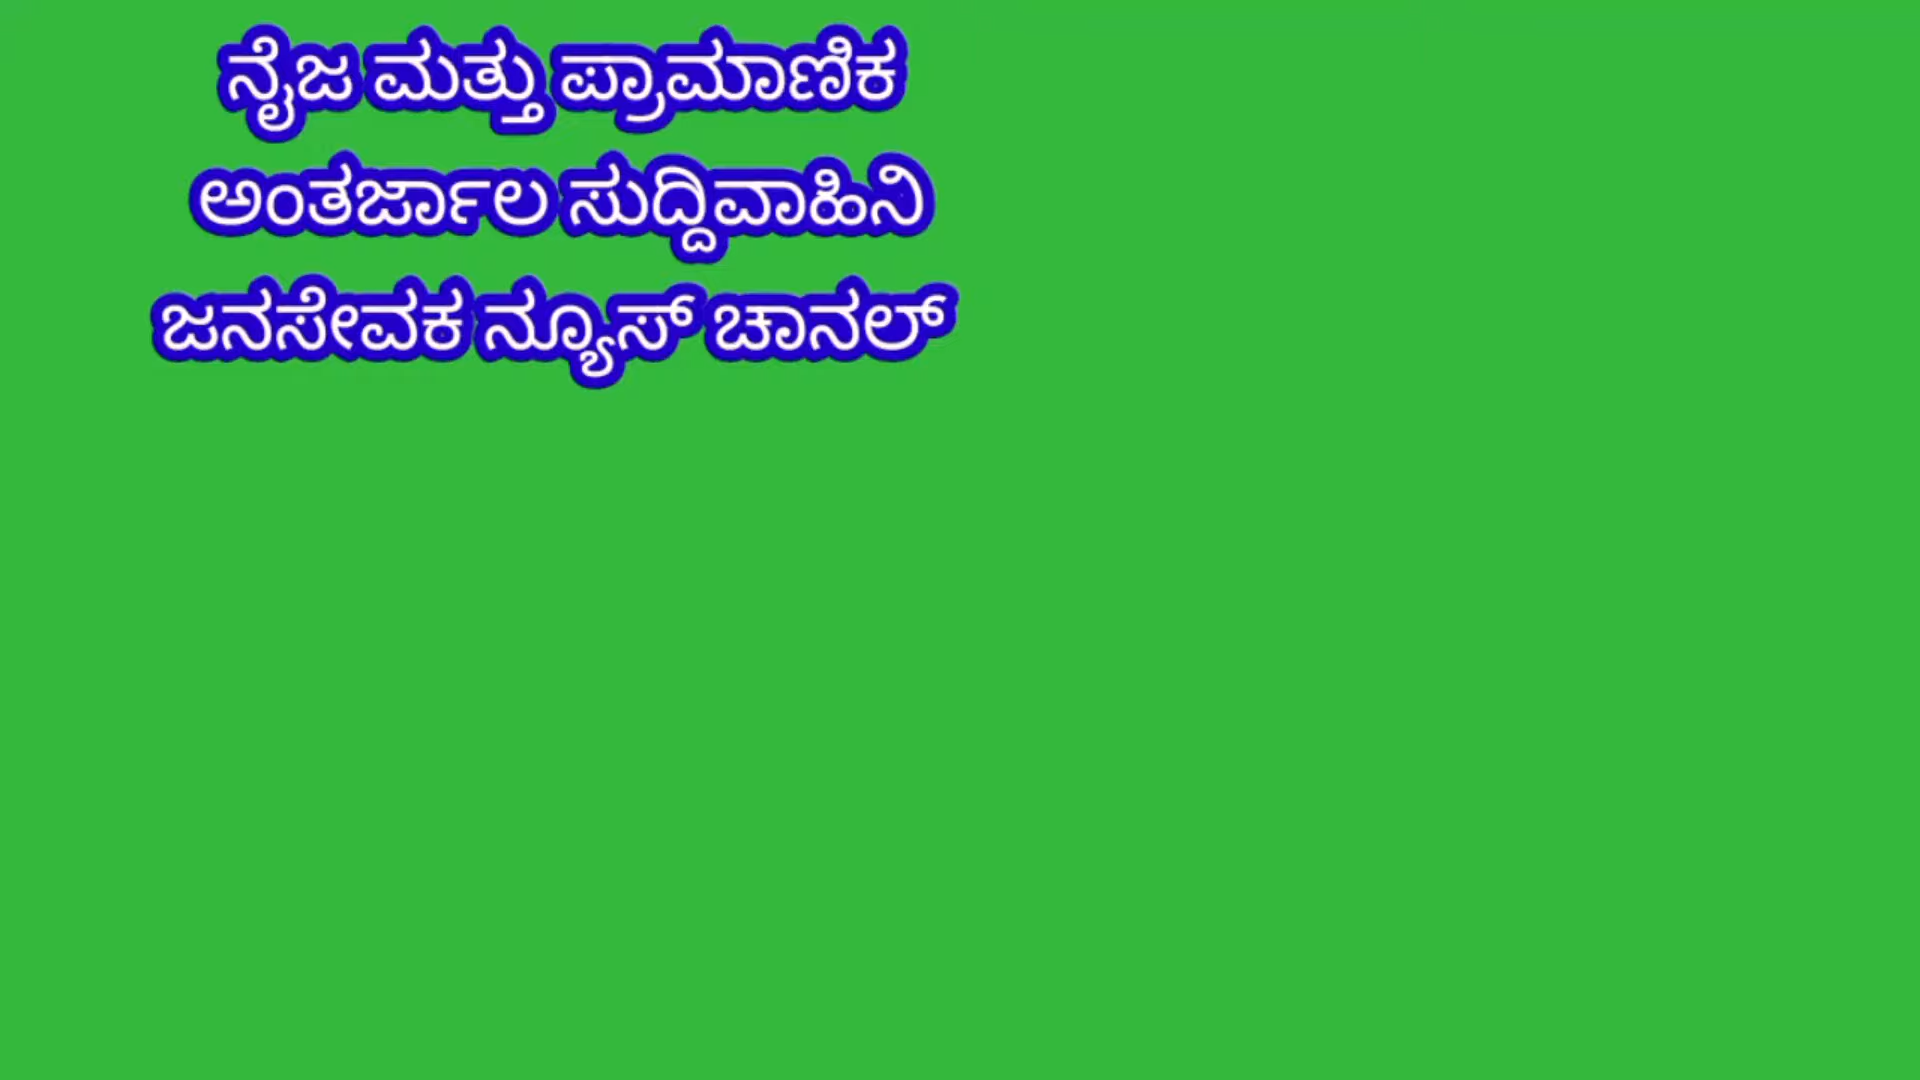 ನೈಜ ಮತ್ತು ಪ್ರಾಮಾಣಿಕ
ಅಂತರ್ಜಾಲ ಸುದ್ದಿವಾಹಿನಿ
ಜನಸೇವಕ ನ್ಯೂಸ್ ಚಾನಲ್